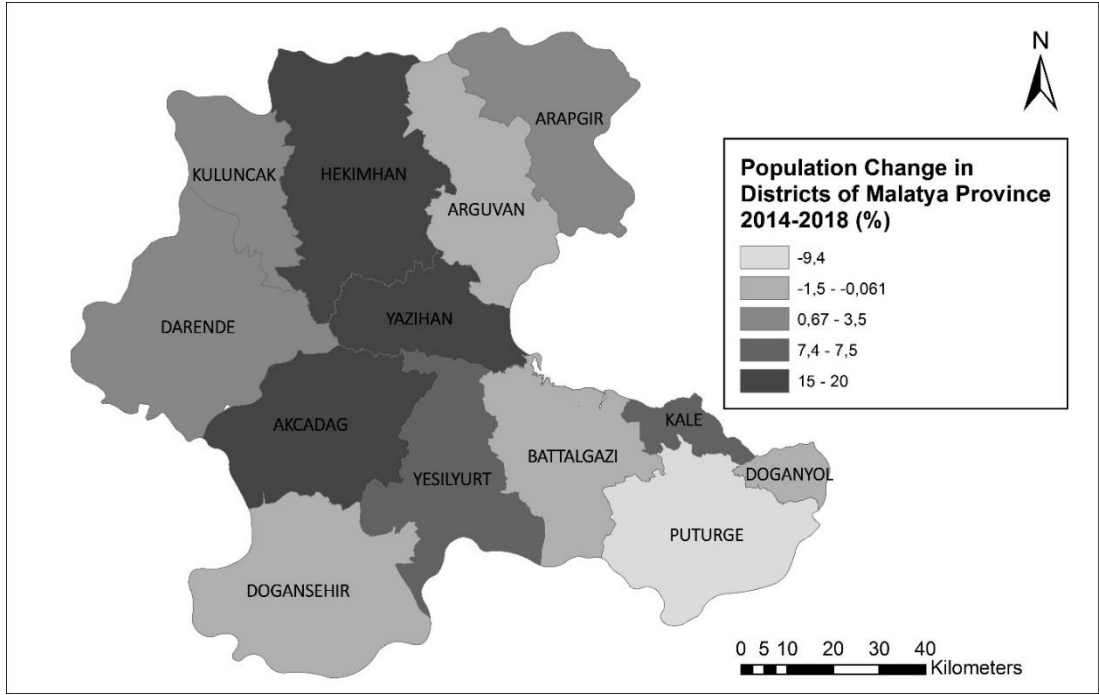 N
ARAPGIR
KULUNCAK
HEKIMHAN
ARGUVAN
DARENDE
YAZIHAN
AKCADAG
KALE
BATTALGAZI
YESILYURT
DOGANYOL
PUTURGE
DOGANSEHIR
Population Change in
Districts of Malatya Province
2014-2018 (%)
-9,4
-1,5 - -0,061
0,67 - 3,5
7,4 - 7,5
15 - 20
0 5 10 20 30 40
Kilometers